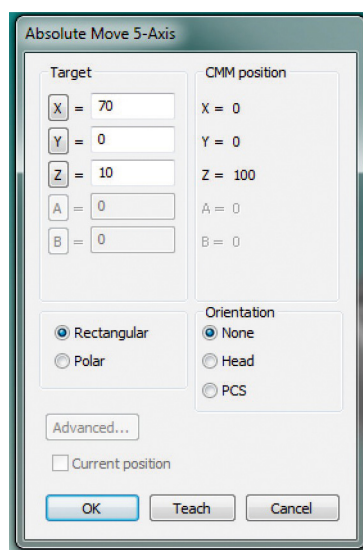 Absolute Move 5-Axis
Target
X = 70
Y = 0
Z = 10
A = 0
B = 0
CMM position
X = 0
Y = 0
Z = 100
A = 0
B = 0
Rectangular
Polar
Orientation
None
Head
PCS
Advanced...
Current position
OK Teach Cancel